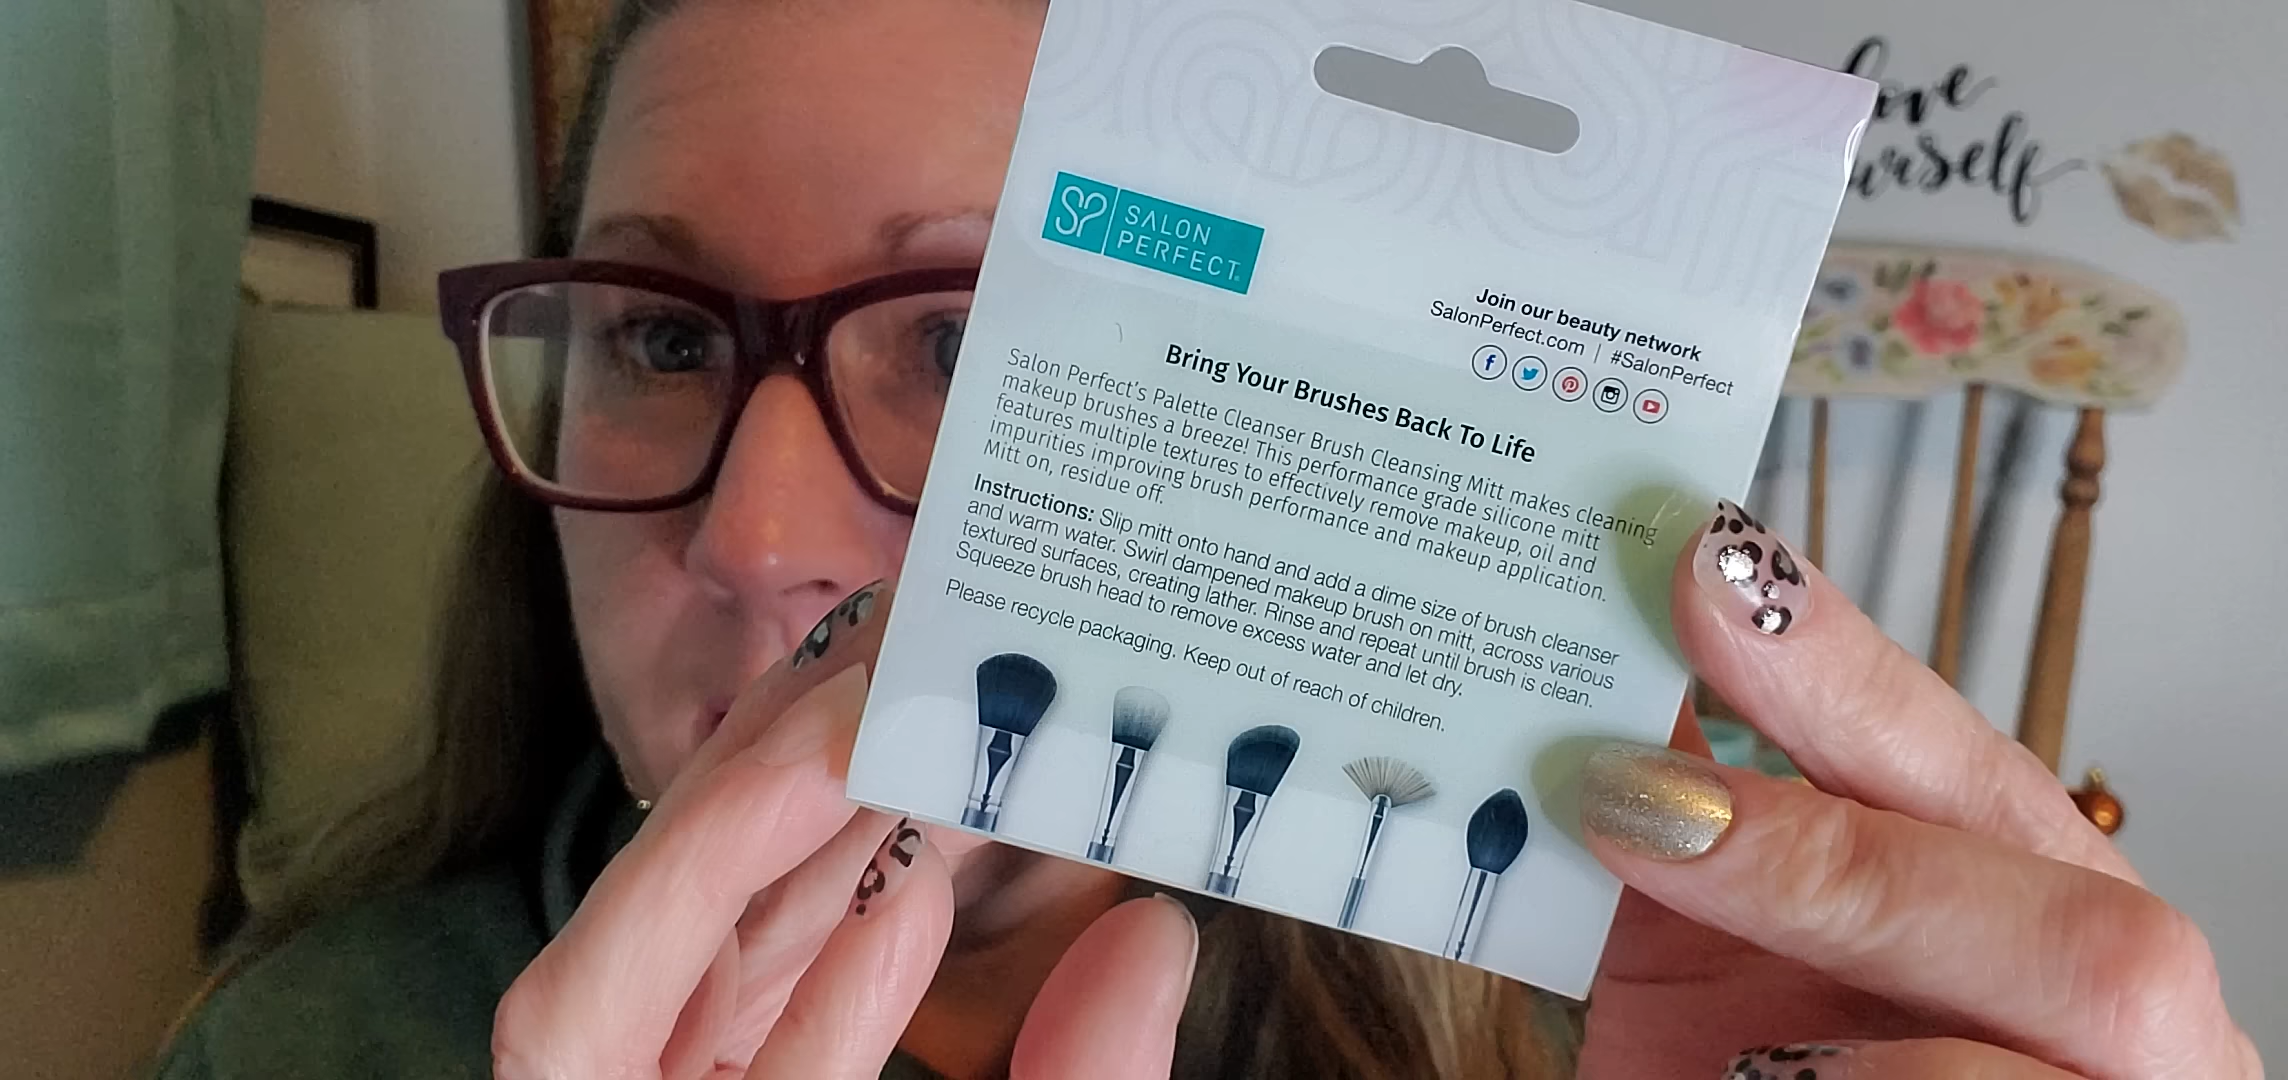 love
yourself
SP
SALON
PERFECT
Join our beauty network
SalonPerfect.com | #SalonPerfect
Bring Your Brushes Back To Life
Salon Perfect's Palette Cleanser Brush Cleansing Mitt makes cleaning
makeup brushes a breeze! This performance grade silicone mitt
features multiple textures to effectively remove makeup, oil and
impurities improving brush performance and makeup application.
Mitt on, residue off.
Instructions: Slip mitt onto hand and add a dime size of brush cleanser
and warm water. Swirl dampened makeup brush on mitt, across various
textured surfaces, creating lather. Rinse and repeat until brush is clean.
Squeeze brush head to remove excess water and let dry.
Please recycle packaging. Keep out of reach of children.